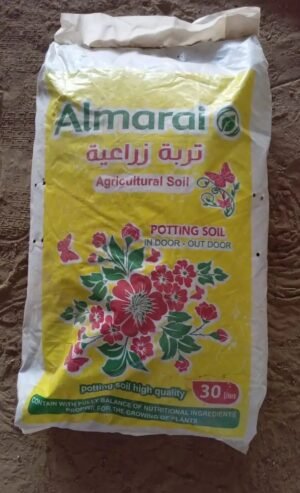 Almarai
تربة زراعية
Agricultural Soil
POTTING SOIL
IN DOOR - OUT DOOR
potting soil high quality
30 liter
CONTAIN WITH FULLY BALANCE OF NUTRITIONAL INGREDIENTS
FOR THE GROWING OF PLANTS